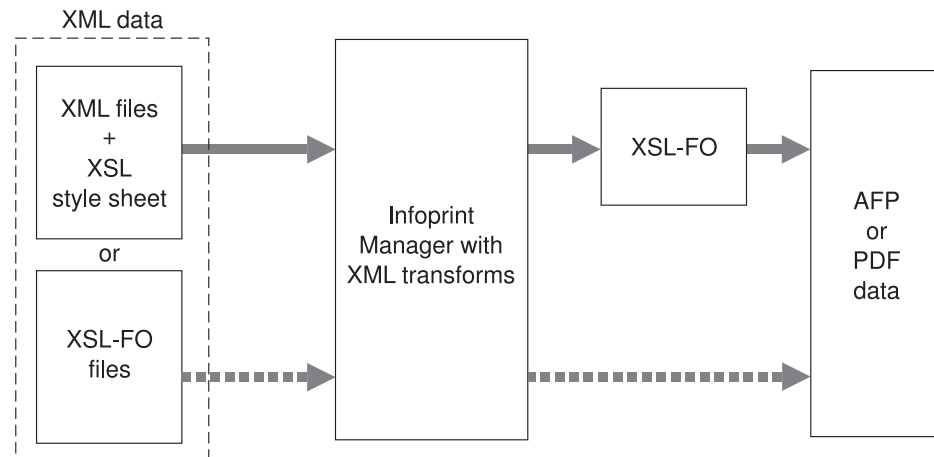 XML data
XML files
+
XSL
style sheet
or
XSL-FO
files
Infoprint
Manager with
XML transforms
XSL-FO
AFP
or
PDF
data